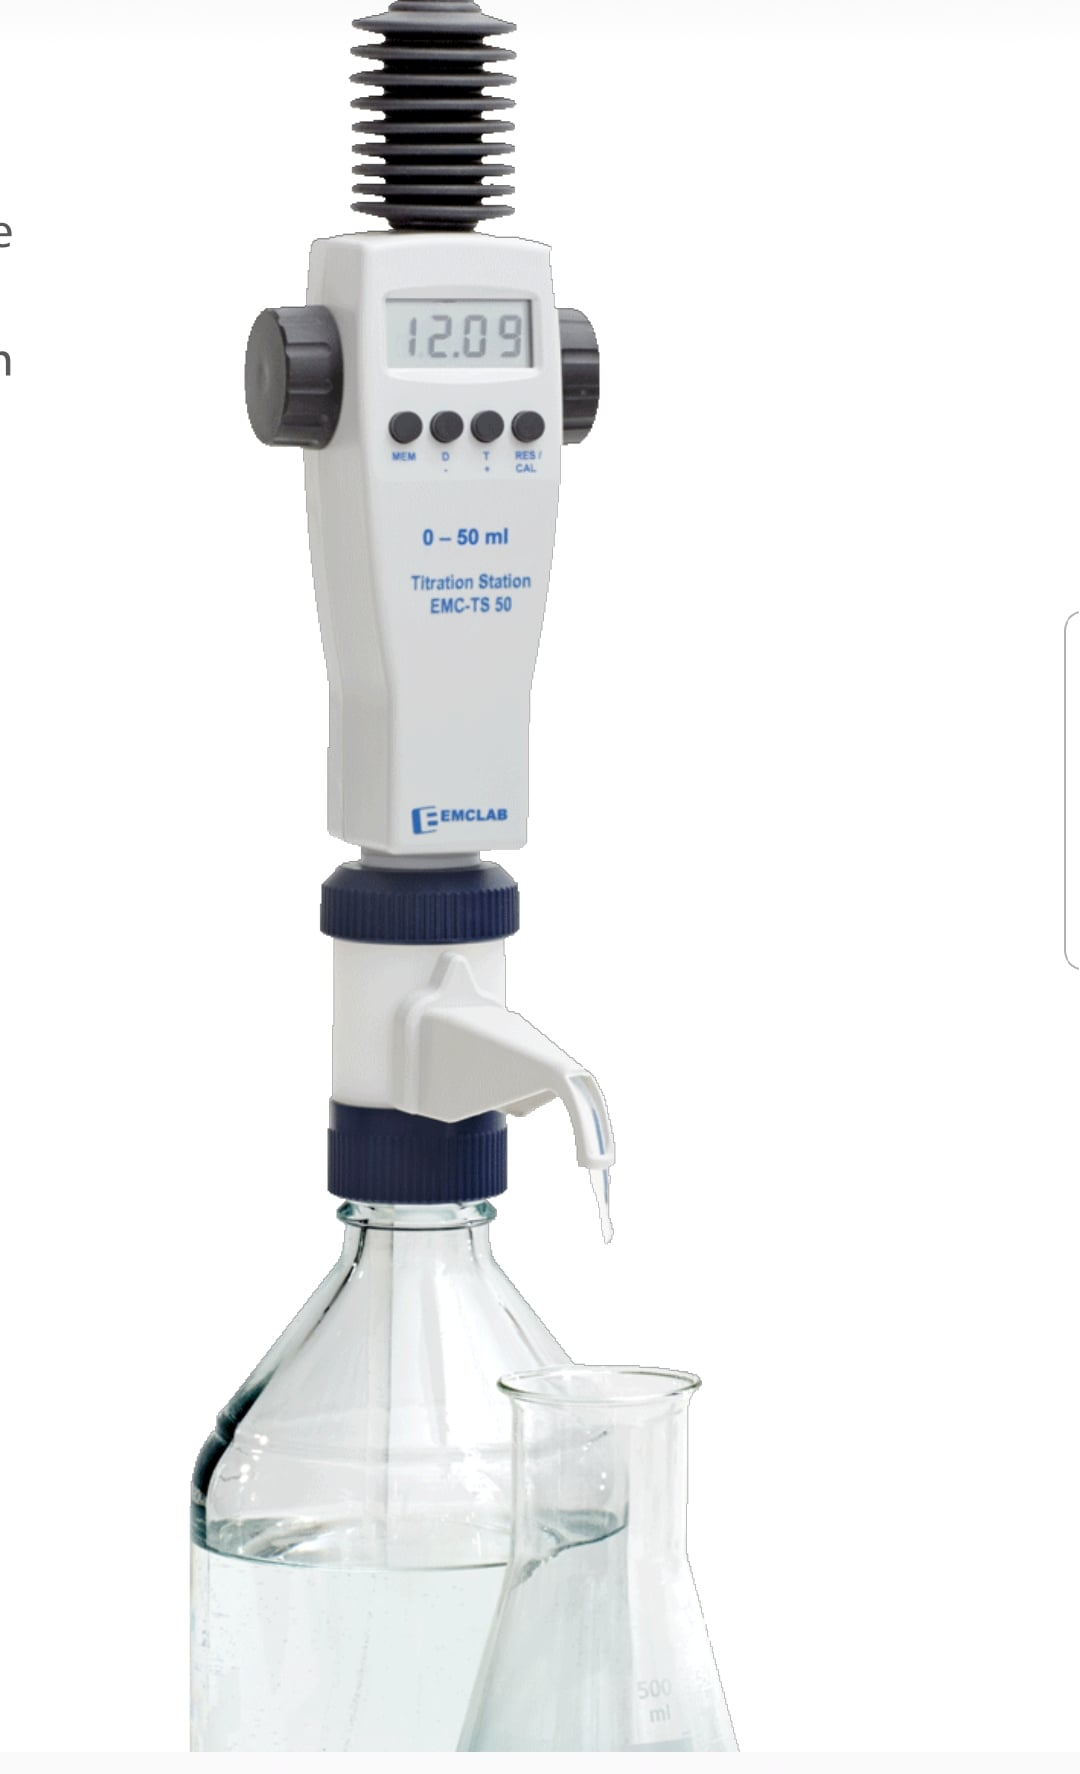 e
n
12.09
MEM D T RES /
- + CAL
0 – 50 ml
Titration Station
EMC-TS 50
EMCLAB
500
ml